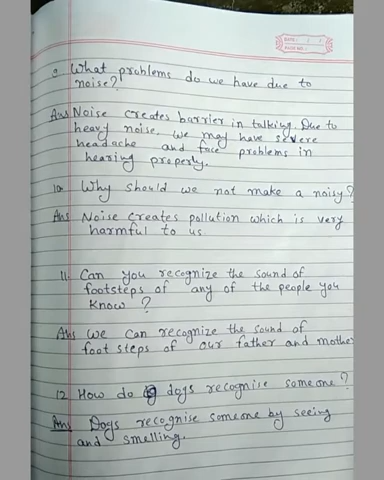 DATE: / /
PAGE NO.:
9. What problems do we have due to
noise?
Ans Noise creates barrier in talking. Due to
heavy noise, we may have severe
headache and face problems in
hearing properly.
10. Why should we not make a noisy?
Ans Noise creates pollution which is very
harmful to us.
11. Can you recognize the sound of
footsteps of any of the people you
know?
Ans We can recognize the sound of
foot steps of our father and mother
12 How do dogs recognise someone?
Ans Dogs recognise someone by seeing
and smelling.